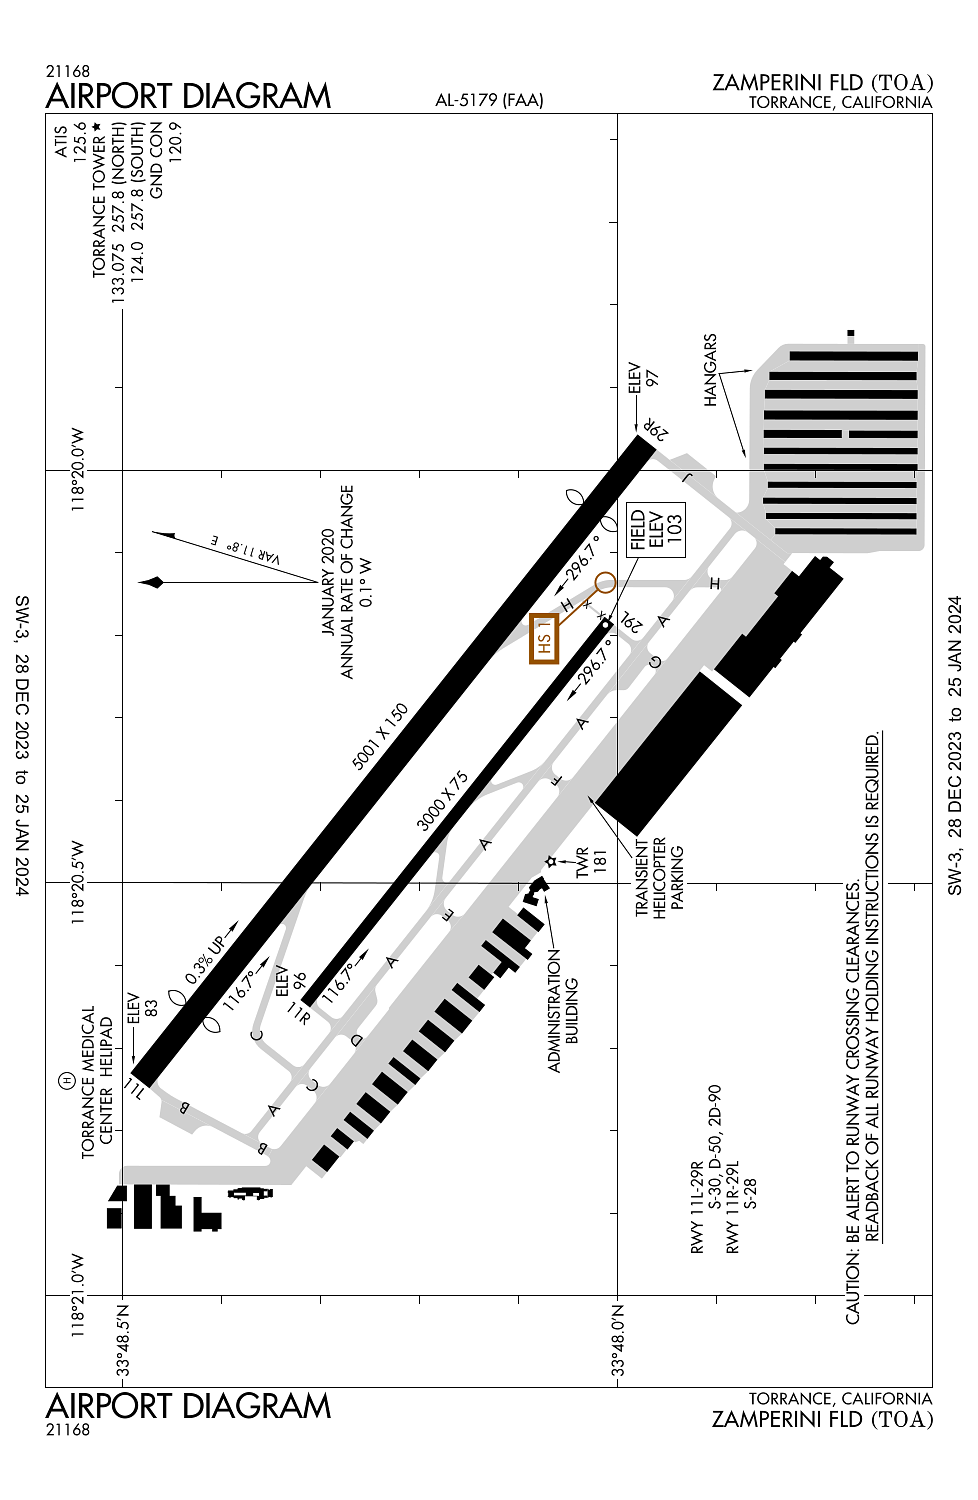 21168
AIRPORT DIAGRAM
AL-5179 (FAA)
ZAMPERINI FLD (TOA)
TORRANCE, CALIFORNIA
ATIS
125.6
TORRANCE TOWER★
133.075 257.8 (NORTH)
124.0 257.8 (SOUTH)
GND CON
120.9
HANGARS
ELEV
97
29R
118°20.0'W
J
VAR 11.8° E
JANUARY 2020
ANNUAL RATE OF CHANGE
0.1° W
FIELD
ELEV
103
296.7°
H
H
X
X
HS 1
29L
A
G
296.7°
5001 X 150
3000 X 75
A
F
A
TRANSIENT
HELICOPTER
PARKING
TWR
181
118°20.5'W
E
A
0.3% UP
116.7°
ELEV
96
11R
116.7°
ADMINISTRATION
BUILDING
ELEV
83
11L
H
TORRANCE MEDICAL
CENTER HELIPAD
C
D
C
B
A
B
RWY 11L-29R
S-30, D-50, 2D-90
RWY 11R-29L
S-28
CAUTION: BE ALERT TO RUNWAY CROSSING CLEARANCES.
READBACK OF ALL RUNWAY HOLDING INSTRUCTIONS IS REQUIRED.
118°21.0'W
33°48.5'N
33°48.0'N
SW-3, 28 DEC 2023 to 25 JAN 2024
SW-3, 28 DEC 2023 to 25 JAN 2024
AIRPORT DIAGRAM
21168
TORRANCE, CALIFORNIA
ZAMPERINI FLD (TOA)